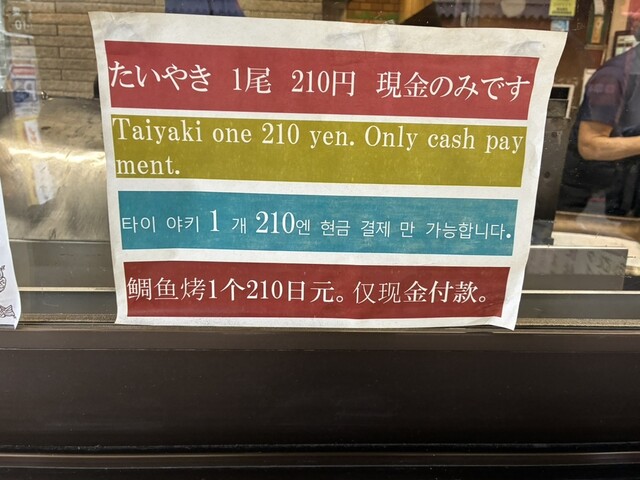 たいやき 1尾 210円 現金のみです
Taiyaki one 210 yen. Only cash pay
ment.
타이 야키 1 개 210엔 현금 결제 만 가능합니다.
鲷鱼烤1个210日元。仅现金付款。